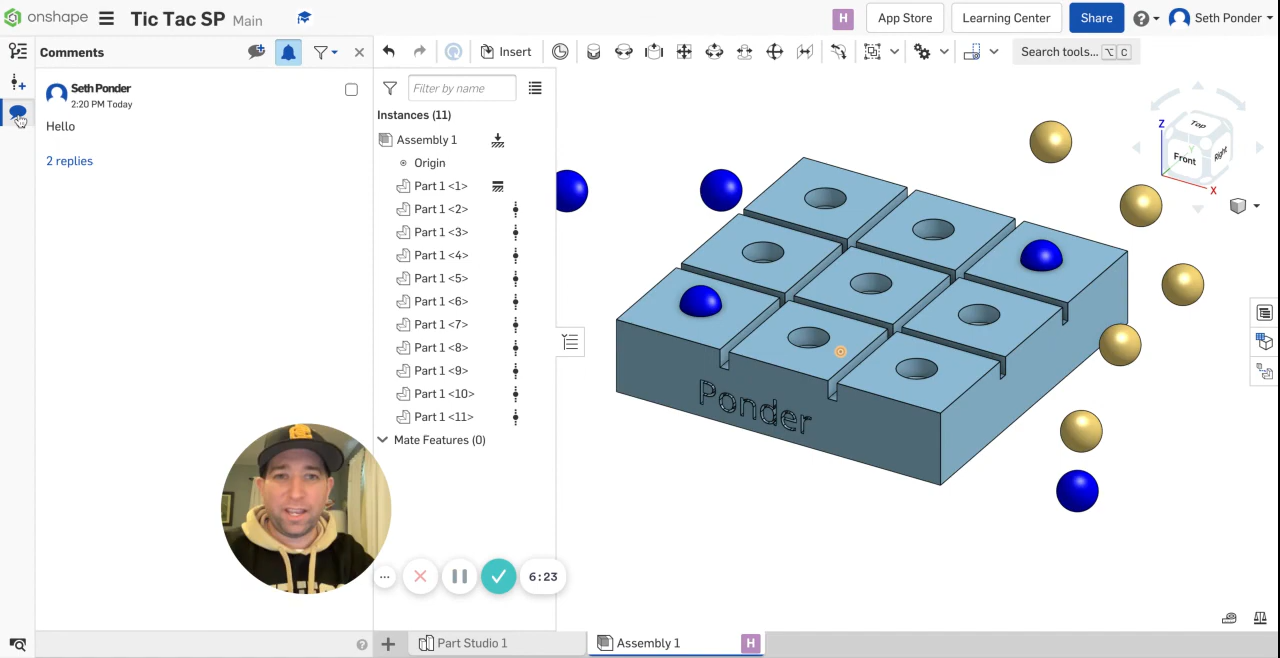 onshape Tic Tac SP Main H App Store Learning Center Share ? Seth Ponder
Comments Insert Search tools... ⌥ C
Seth Ponder
2:20 PM Today
Hello
2 replies
Filter by name
Instances (11)
Assembly 1
Origin
Part 1 <1>
Part 1 <2>
Part 1 <3>
Part 1 <4>
Part 1 <5>
Part 1 <6>
Part 1 <7>
Part 1 <8>
Part 1 <9>
Part 1 <10>
Part 1 <11>
Mate Features (0)
Z
Top
Y
Front Right
X
Ponder
6:23
? Part Studio 1 Assembly 1 H